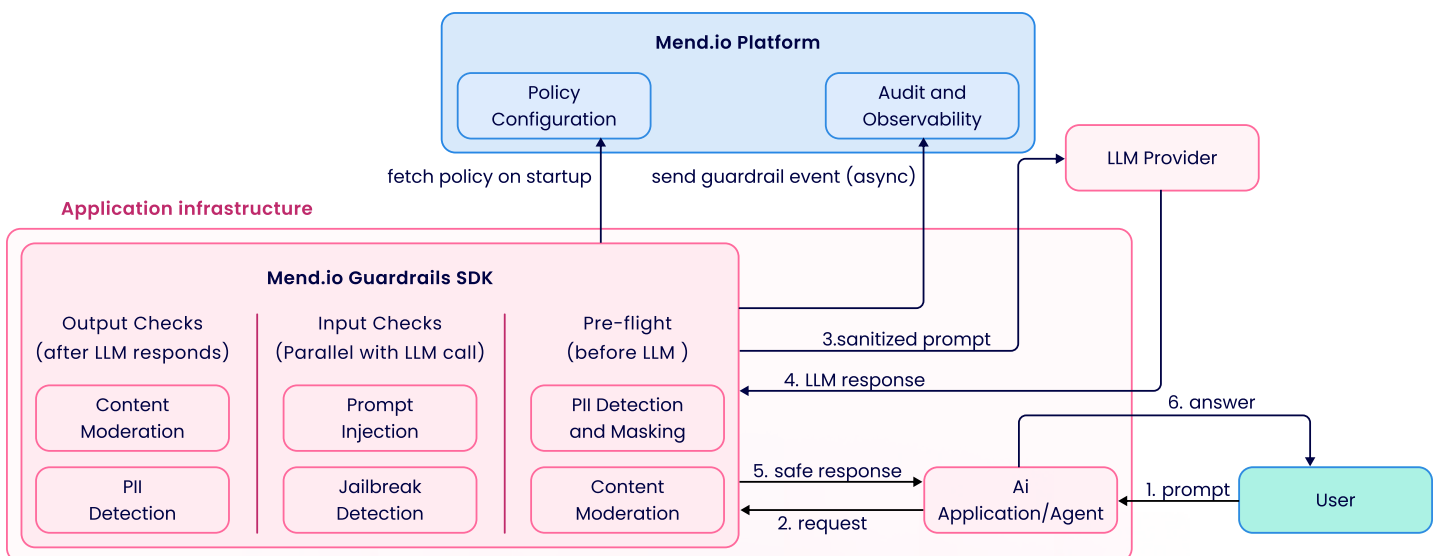 Mend.io Platform
Policy
Configuration
Audit and
Observability
LLM Provider
fetch policy on startup
send guardrail event (async)
Application infrastructure
Mend.io Guardrails SDK
Output Checks
(after LLM responds)
Content
Moderation
PII
Detection
Input Checks
(Parallel with LLM call)
Prompt
Injection
Jailbreak
Detection
Pre-flight
(before LLM )
PII Detection
and Masking
Content
Moderation
3.sanitized prompt
4. LLM response
6. answer
5. safe response
2. request
Ai
Application/Agent
1. prompt
User